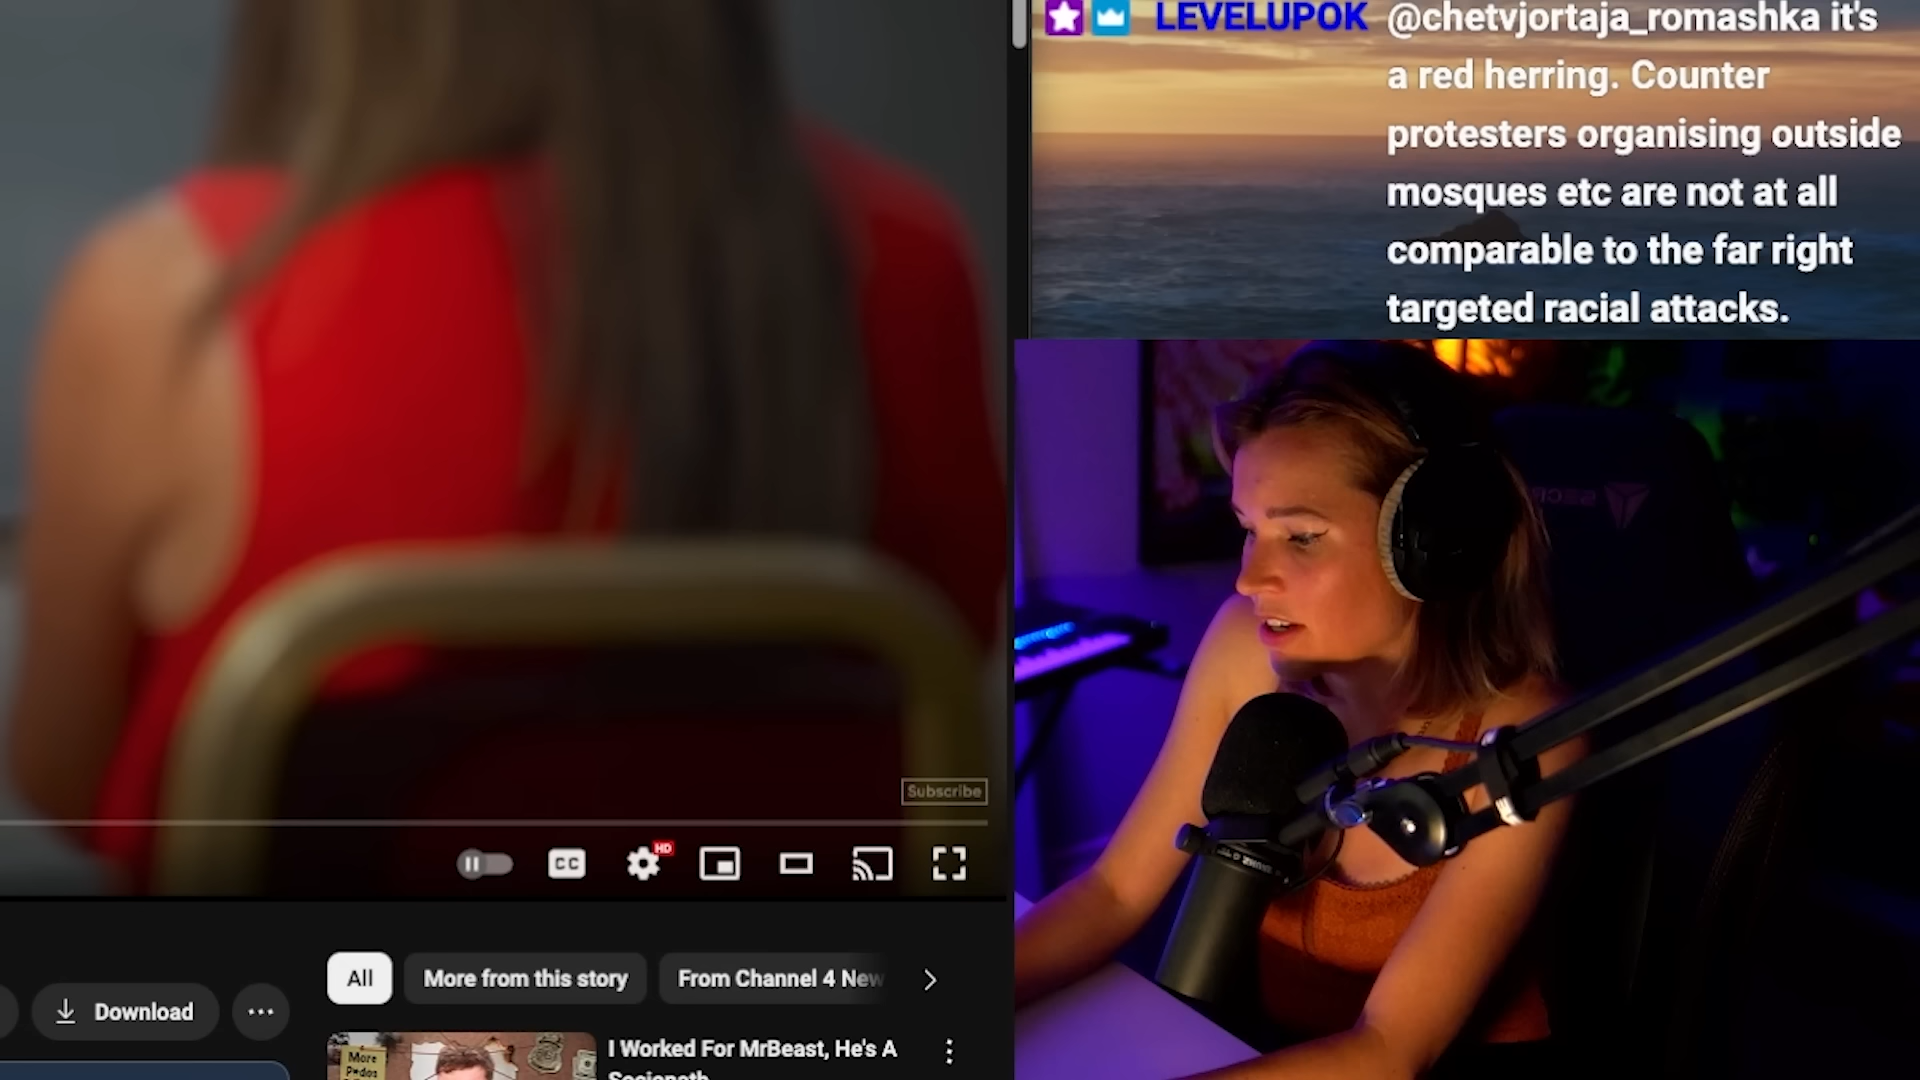 LEVELUPOK @chetvjortaja_romashka it's
a red herring. Counter
protesters organising outside
mosques etc are not at all
comparable to the far right
targeted racial attacks.
Subscribe
CC
HD
All
More from this story
From Channel 4 New
Download
I Worked For MrBeast, He's A
Sociopath
More
P*dos